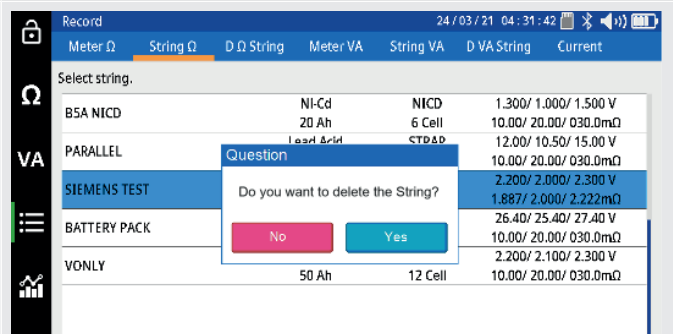 Record 24/03/21 04:31:42
Meter Ω String Ω D Ω String Meter VA String VA D VA String Current
Select string.
Ω
VA
B5A NICD NI-Cd NICD 1.300/ 1.000/ 1.500 V
20 Ah 6 Cell 10.00/ 20.00/ 030.0mΩ
PARALLEL Lead Acid STRAP 12.00/ 10.50/ 15.00 V
10.00/ 20.00/ 030.0mΩ
SIEMENS TEST 2.200/ 2.000/ 2.300 V
1.887/ 2.000/ 2.222mΩ
BATTERY PACK 26.40/ 25.40/ 27.40 V
10.00/ 20.00/ 030.0mΩ
VONLY 2.200/ 2.100/ 2.300 V
50 Ah 12 Cell 10.00/ 20.00/ 030.0mΩ
Question
Do you want to delete the String?
No Yes